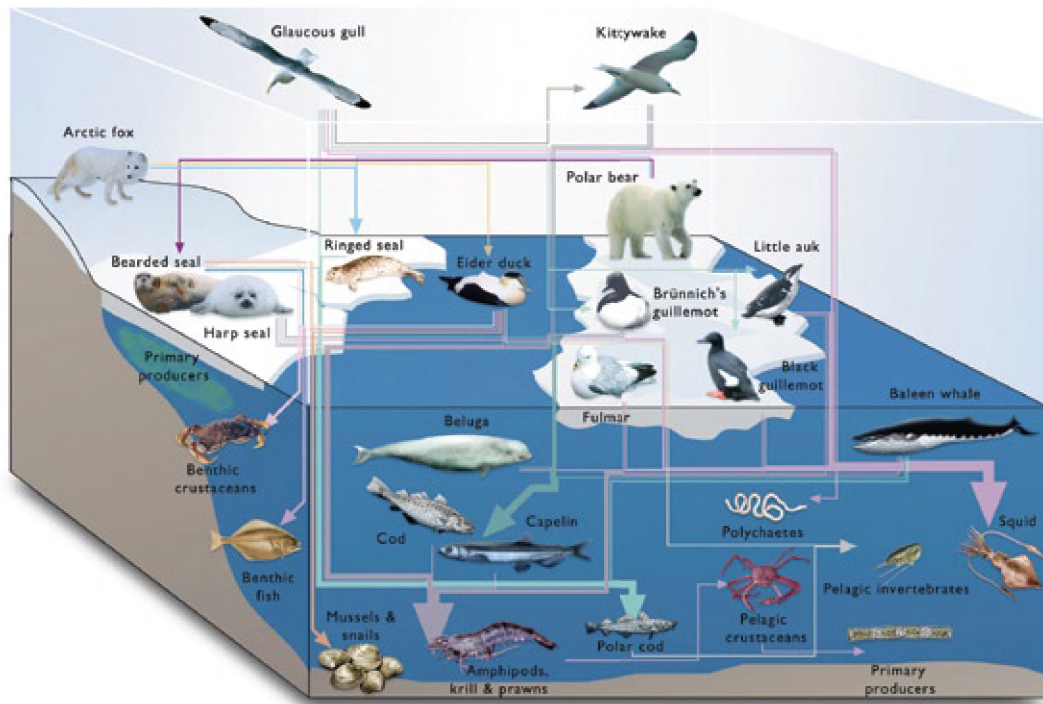 Glaucous gull
Kittywake
Arctic fox
Polar bear
Ringed seal
Little auk
Bearded seal
Eider duck
Brünnich's
guillemot
Harp seal
Primary
producers
Black
guillemot
Baleen whale
Beluga
Fulmar
Benthic
crustaceans
Capelin
Cod
Polychaetes
Squid
Benthic
fish
Pelagic invertebrates
Mussels &
snails
Pelagic
crustaceans
Polar cod
Amphipods,
krill & prawns
Primary
producers